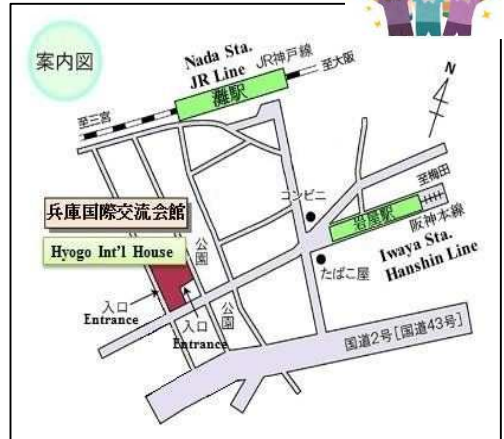 案内図
Nada Sta.
JR Line
JR神戸線
至大阪
灘駅
至三宮
N
コンビニ
至梅田
岩屋駅
阪神本線
Iwaya Sta.
Hanshin Line
たばこ屋
兵庫国際交流会館
Hyogo Int'l House
公園
入口
Entrance
入口
Entrance
公園
国道2号[国道43号]